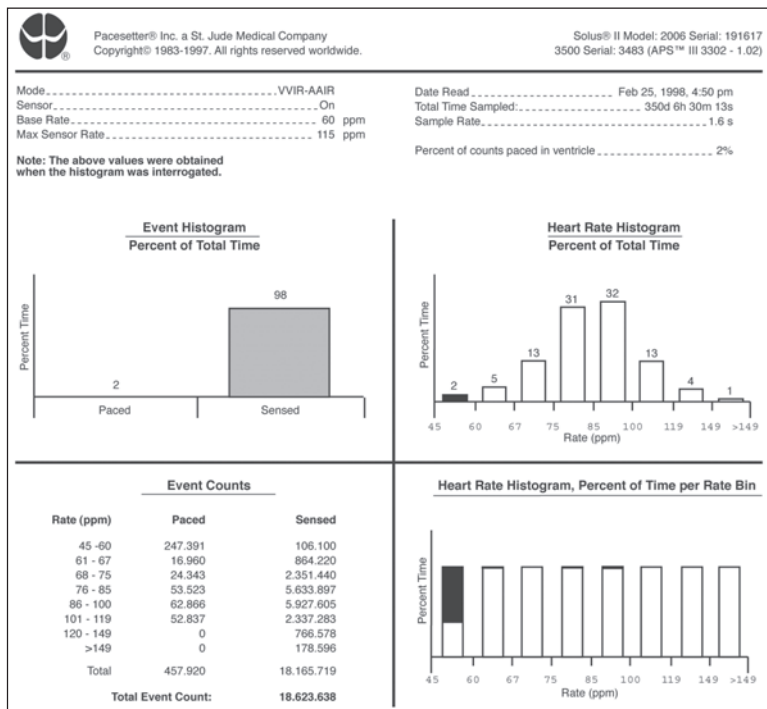 Pacesetter® Inc. a St. Jude Medical Company
Copyright© 1983-1997. All rights reserved worldwide.
Solus® II Model: 2006 Serial: 191617
3500 Serial: 3483 (APS™ III 3302 - 1.02)
®
Mode VVIR-AAIR
Sensor On
Base Rate 60 ppm
Max Sensor Rate 115 ppm
Note: The above values were obtained
when the histogram was interrogated.
Date Read Feb 25, 1998, 4:50 pm
Total Time Sampled: 350d 6h 30m 13s
Sample Rate 1.6 s
Percent of counts paced in ventricle 2%
Event Histogram
Percent of Total Time
Percent Time
2 98
Paced Sensed
Heart Rate Histogram
Percent of Total Time
Percent Time
2 5 13 31 32 13 4 1
45 60 67 75 85 100 119 149 >149
Rate (ppm)
Event Counts
Rate (ppm) Paced Sensed
45 -60 247.391 106.100
61 - 67 16.960 864.220
68 - 75 24.343 2.351.440
76 - 85 53.523 5.633.897
86 - 100 62.866 5.927.605
101 - 119 52.837 2.337.283
120 - 149 0 766.578
>149 0 178.596
Total 457.920 18.165.719
Total Event Count: 18.623.638
Heart Rate Histogram, Percent of Time per Rate Bin
Percent Time
45 60 67 75 85 100 119 149 >149
Rate (ppm)